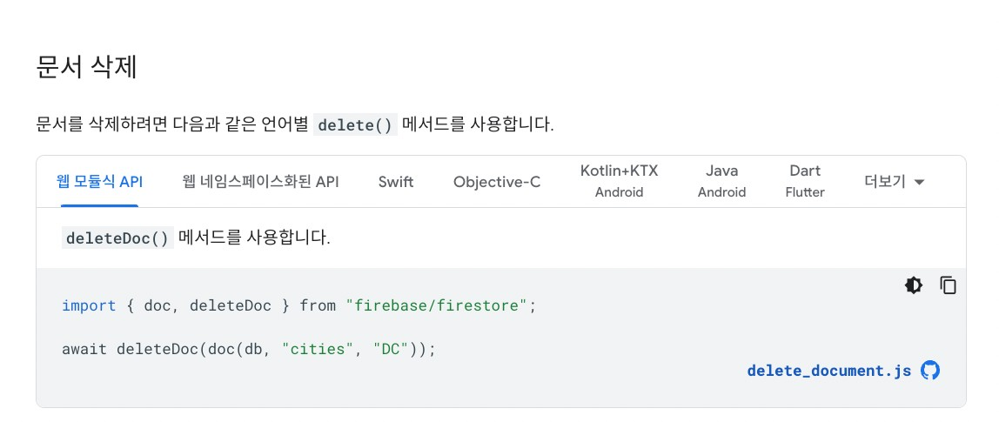 문서 삭제
문서를 삭제하려면 다음과 같은 언어별 delete() 메서드를 사용합니다.
웹 모듈식 API 웹 네임스페이스화된 API Swift Objective-C Kotlin+KTX Android Java Android Dart Flutter 더보기
deleteDoc() 메서드를 사용합니다.
import { doc, deleteDoc } from "firebase/firestore";
await deleteDoc(doc(db, "cities", "DC"));
delete_document.js